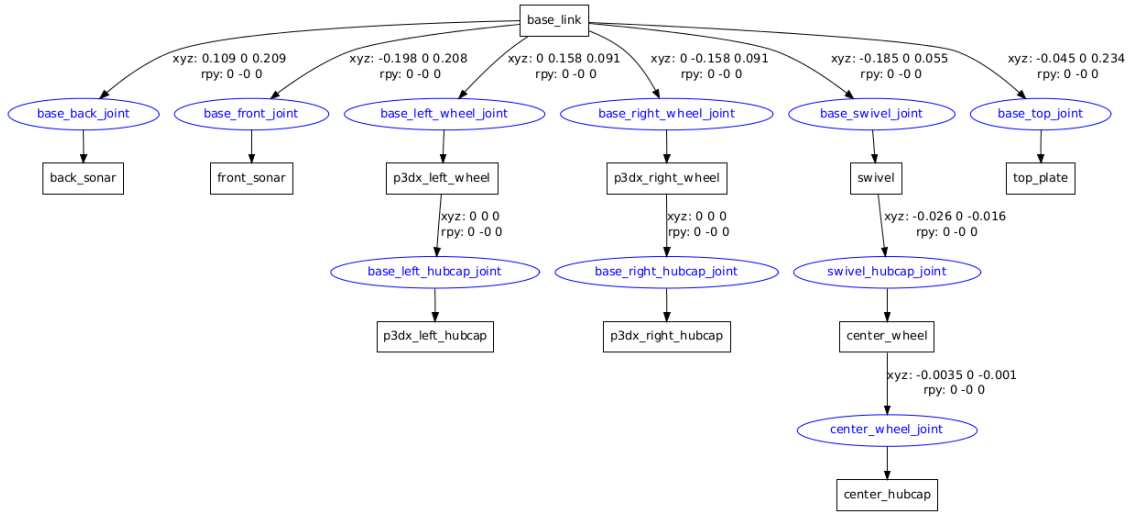 base_link
xyz: 0.109 0 0.209
rpy: 0 -0 0
xyz: -0.198 0 0.208
rpy: 0 -0 0
xyz: 0 0.158 0.091
rpy: 0 -0 0
xyz: 0 -0.158 0.091
rpy: 0 -0 0
xyz: -0.185 0 0.055
rpy: 0 -0 0
xyz: -0.045 0 0.234
rpy: 0 -0 0
base_back_joint
base_front_joint
base_left_wheel_joint
base_right_wheel_joint
base_swivel_joint
base_top_joint
back_sonar
front_sonar
p3dx_left_wheel
p3dx_right_wheel
swivel
top_plate
xyz: 0 0 0
rpy: 0 -0 0
xyz: 0 0 0
rpy: 0 -0 0
xyz: -0.026 0 -0.016
rpy: 0 -0 0
base_left_hubcap_joint
base_right_hubcap_joint
swivel_hubcap_joint
p3dx_left_hubcap
p3dx_right_hubcap
center_wheel
xyz: -0.0035 0 -0.001
rpy: 0 -0 0
center_wheel_joint
center_hubcap